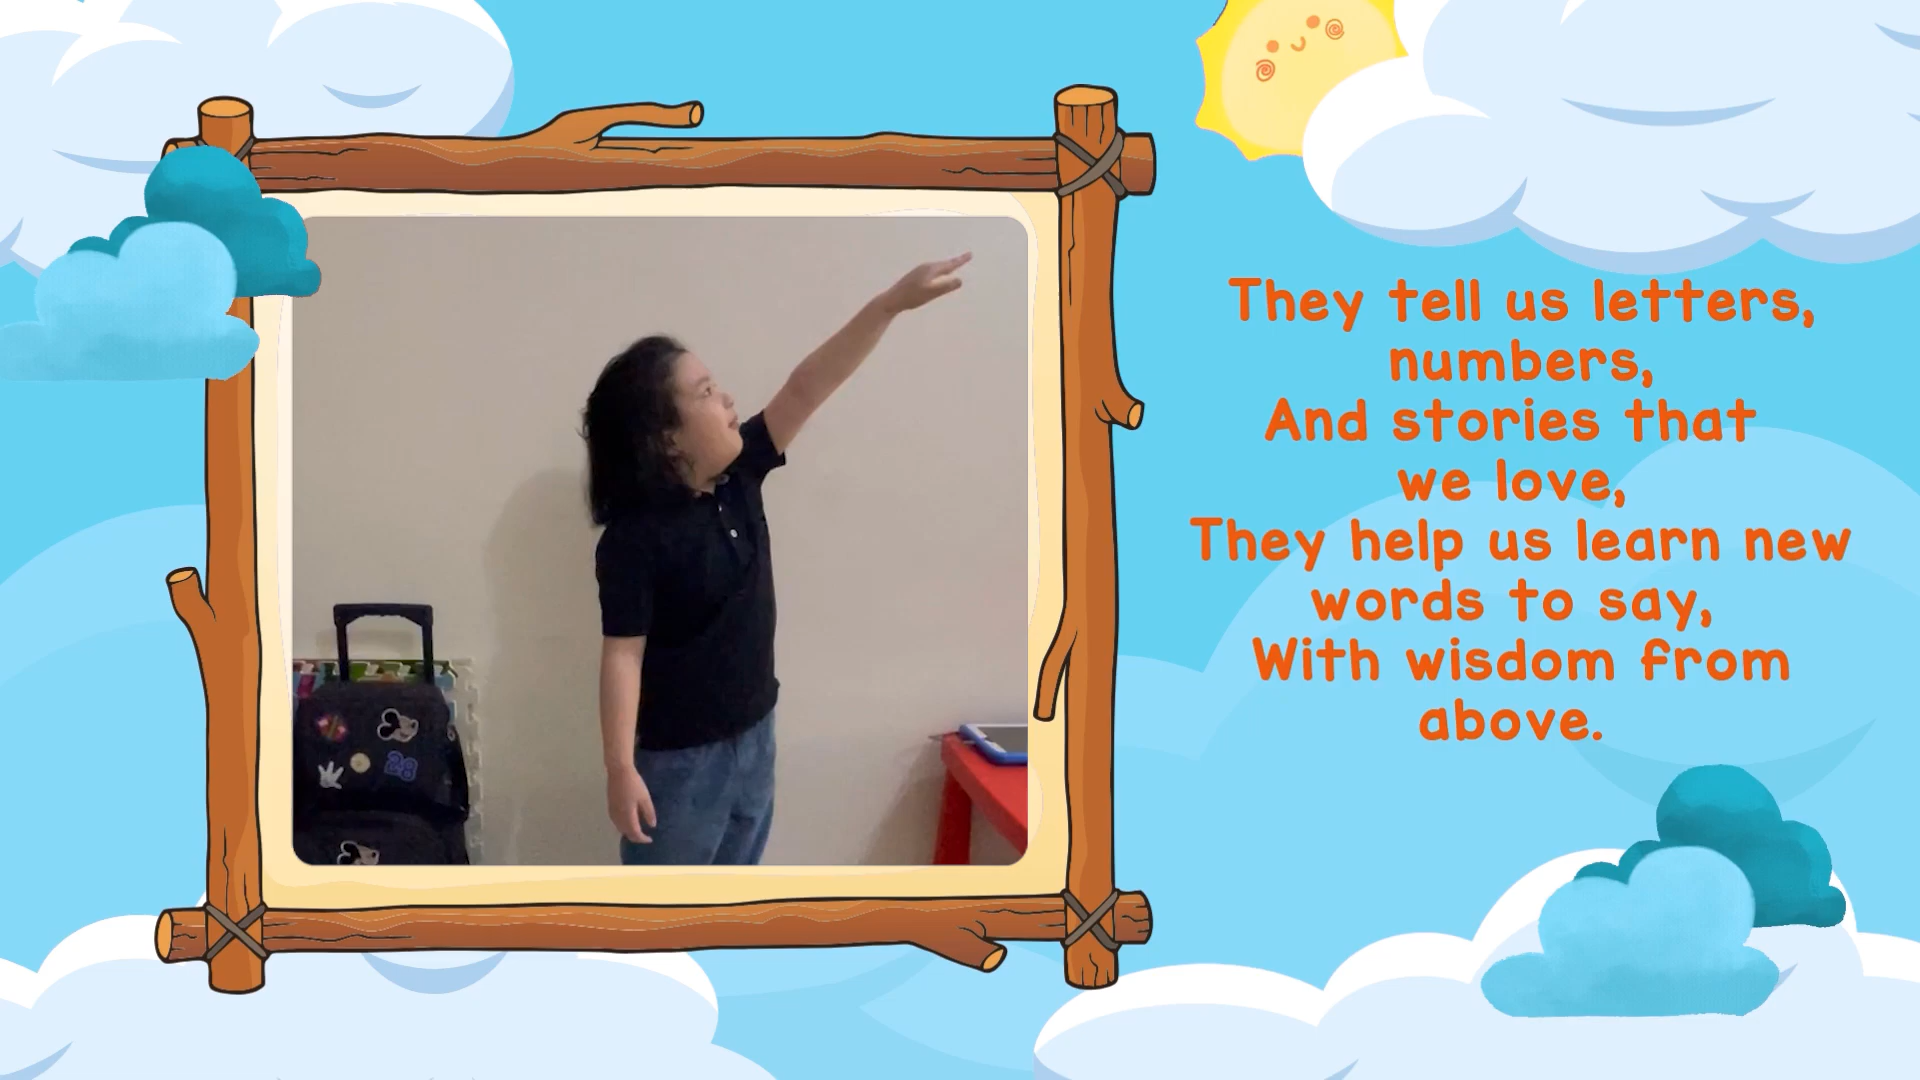 They tell us letters,
numbers,
And stories that
we love,
They help us learn new
words to say,
With wisdom from
above.
28